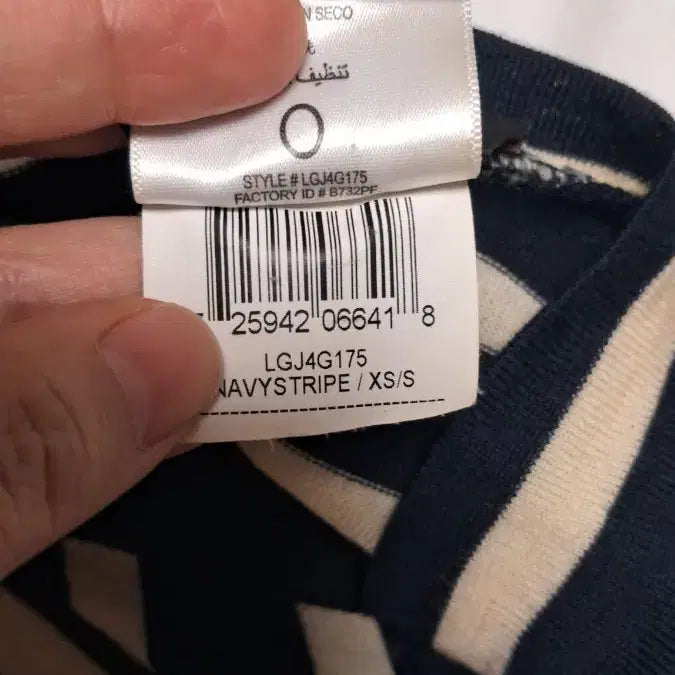 SECO
تنظيف
STYLE # LGJ4G175
FACTORY ID # B732PF
25942 06641 8
LGJ4G175
NAVYSTRIPE / XS/S